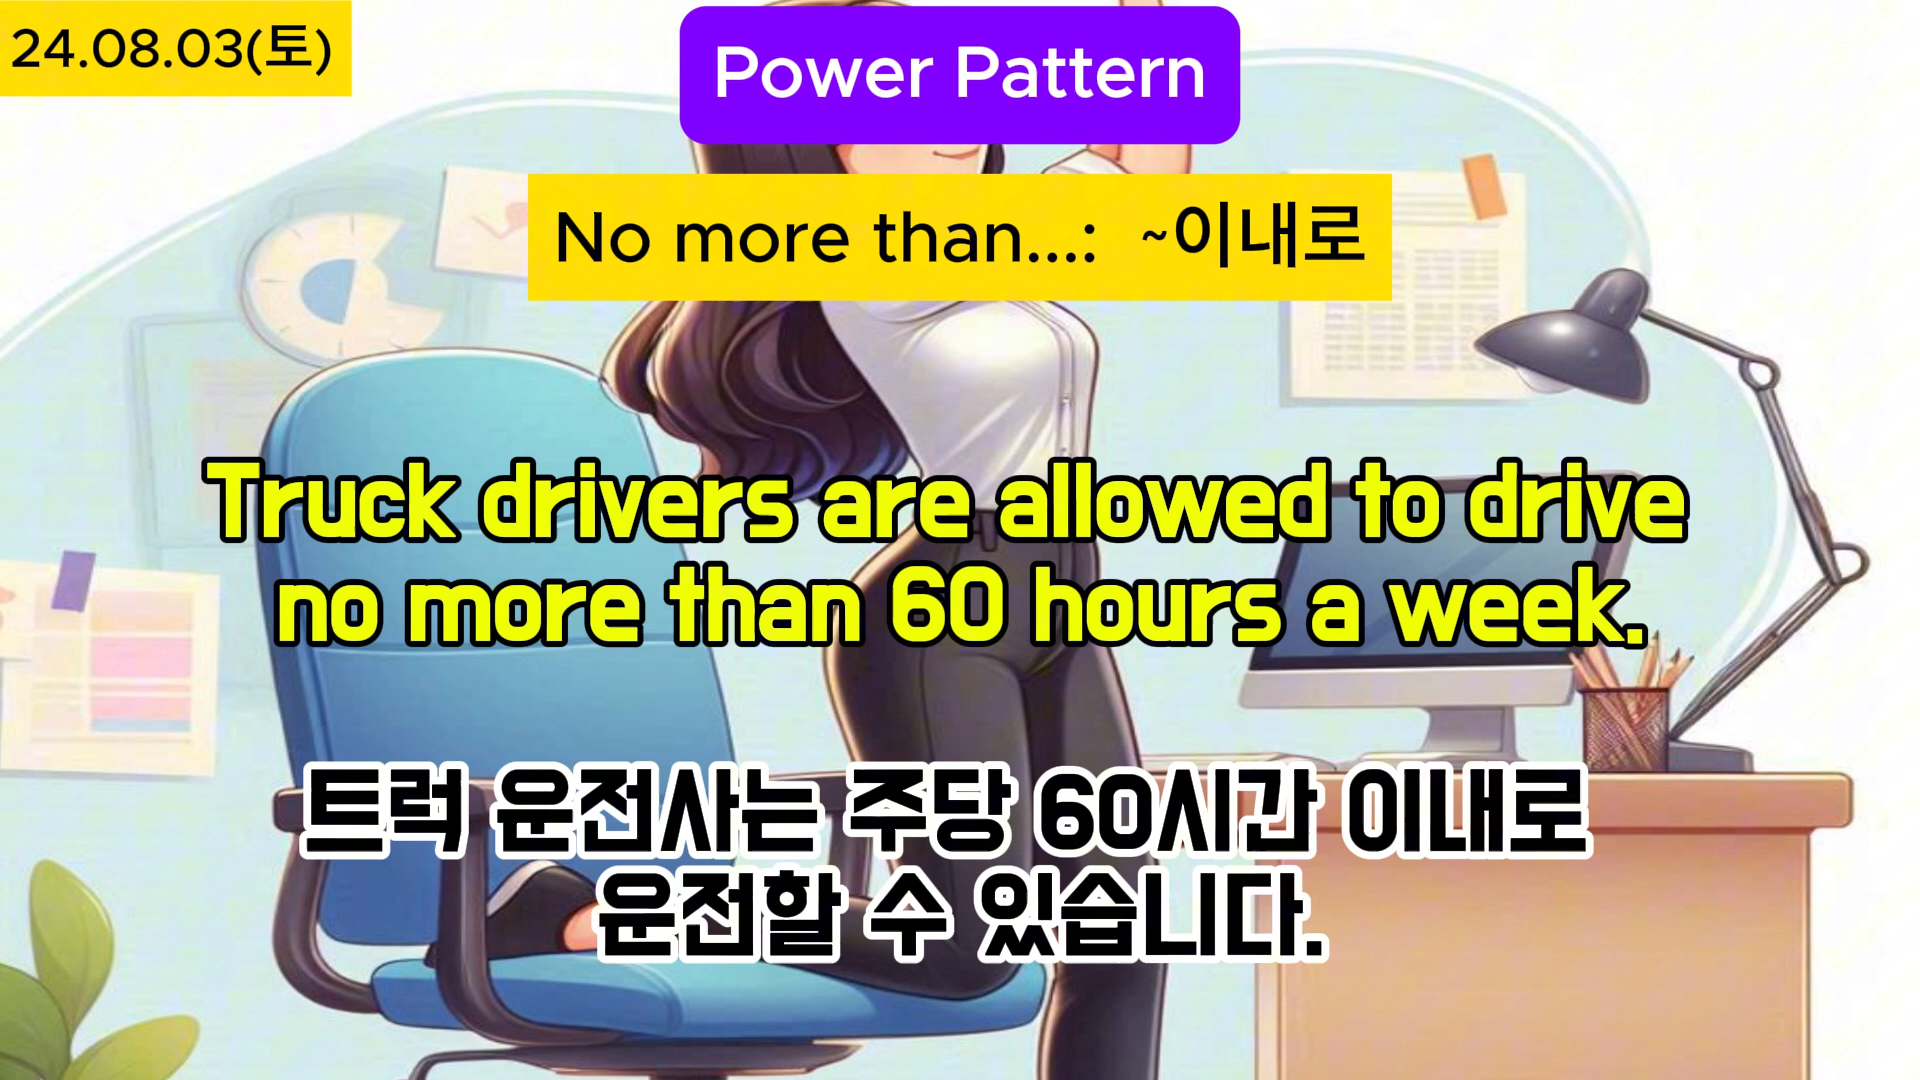 24.08.03(토)
Power Pattern
No more than...: ~이내로
Truck drivers are allowed to drive
no more than 60 hours a week.
트럭 운전사는 주당 60시간 이내로
운전할 수 있습니다.